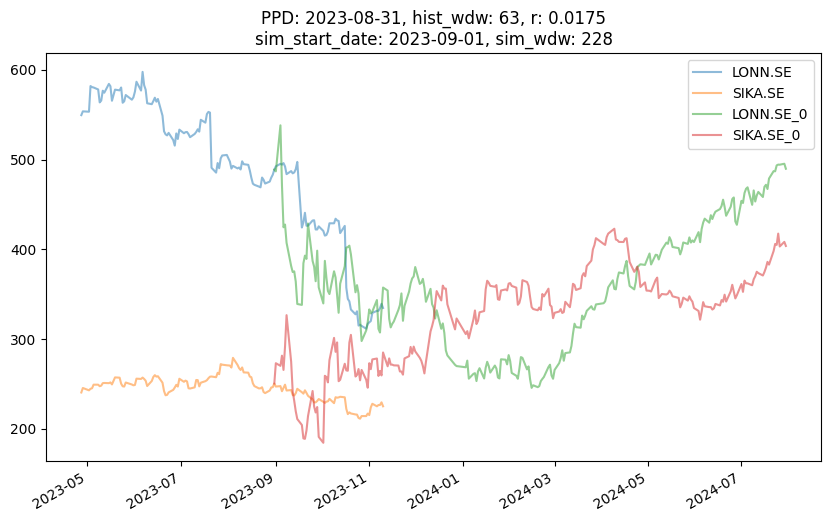 PPD: 2023-08-31, hist_wdw: 63, r: 0.0175
sim_start_date: 2023-09-01, sim_wdw: 228
LONN.SE
SIKA.SE
LONN.SE_0
SIKA.SE_0
600
500
400
300
200
2023-05
2023-07
2023-09
2023-11
2024-01
2024-03
2024-05
2024-07